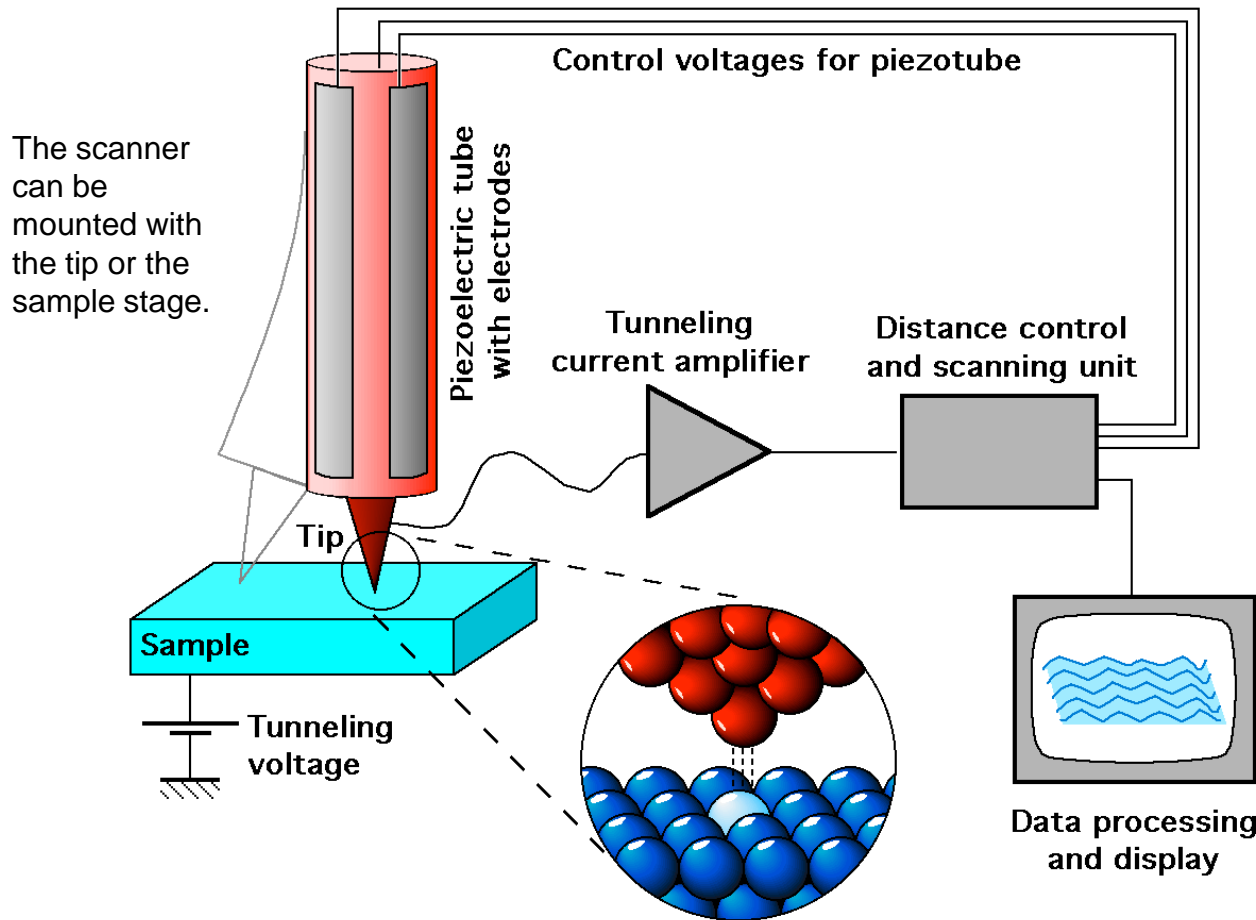 Control voltages for piezotube
The scanner
can be
mounted with
the tip or the
sample stage.
Piezoelectric tube
with electrodes
Tunneling
current amplifier
Distance control
and scanning unit
Tip
Sample
Tunneling
voltage
Data processing
and display